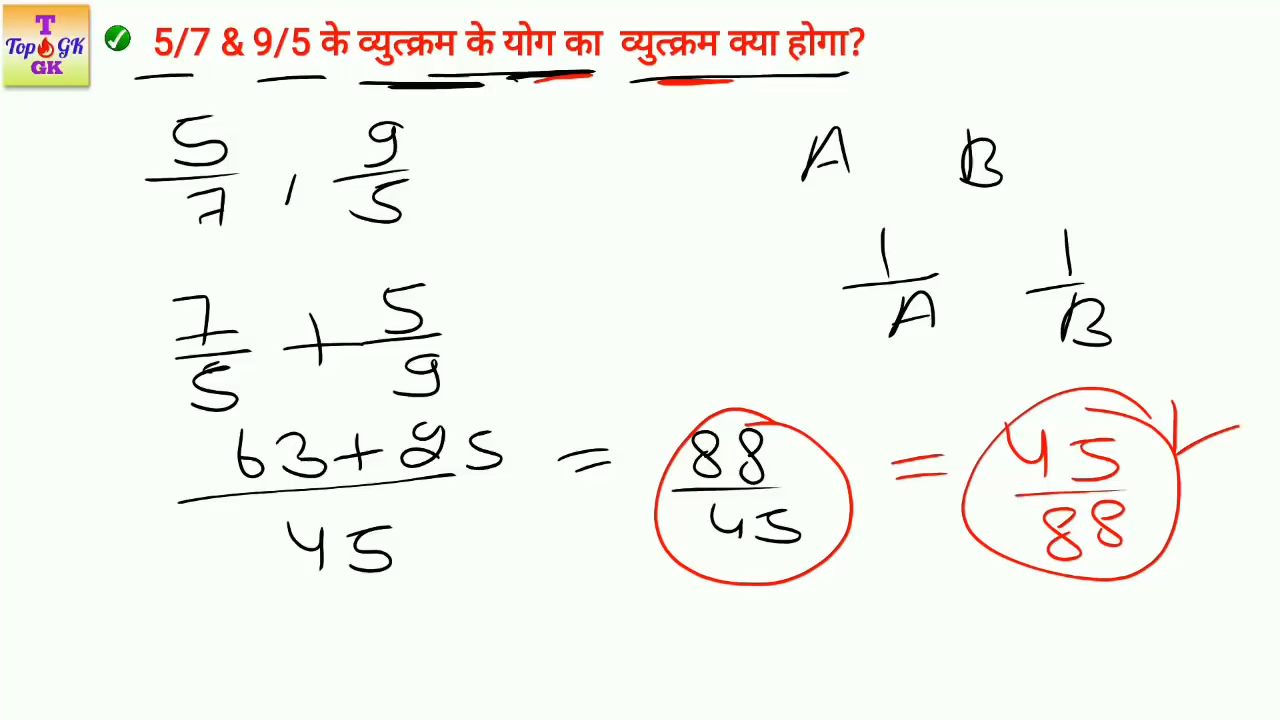 T
Top GK
GK
5/7 & 9/5 के व्युत्क्रम के योग का व्युत्क्रम क्या होगा?
5/7 , 9/5
A B
1/A 1/B
7/5 + 5/9
63+25/45 = 88/45 = 45/88